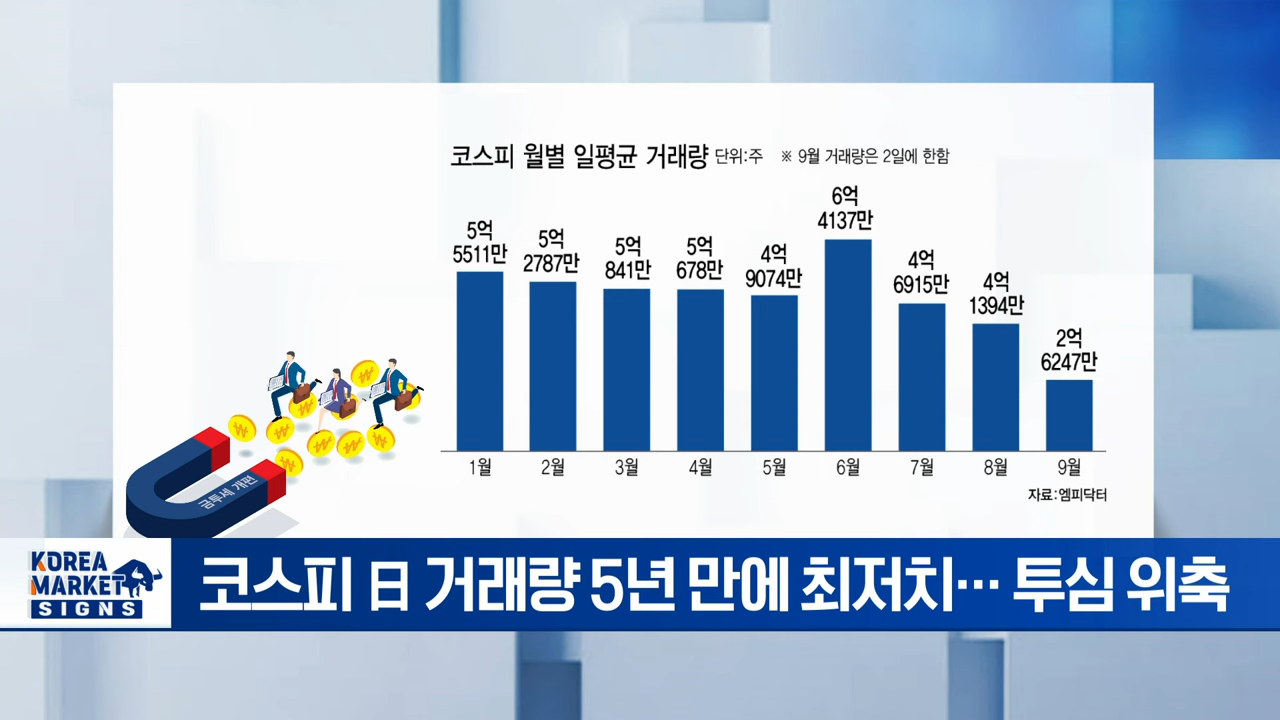 코스피 월별 일평균 거래량 단위:주 ※ 9월 거래량은 2일에 한함
5억
5511만
5억
2787만
5억
841만
5억
678만
4억
9074만
6억
4137만
4억
6915만
4억
1394만
2억
6247만
1월 2월 3월 4월 5월 6월 7월 8월 9월
자료:엠피닥터
금투세 개편
KOREA
MARKET
SIGNS
코스피 日 거래량 5년 만에 최저치… 투심 위축